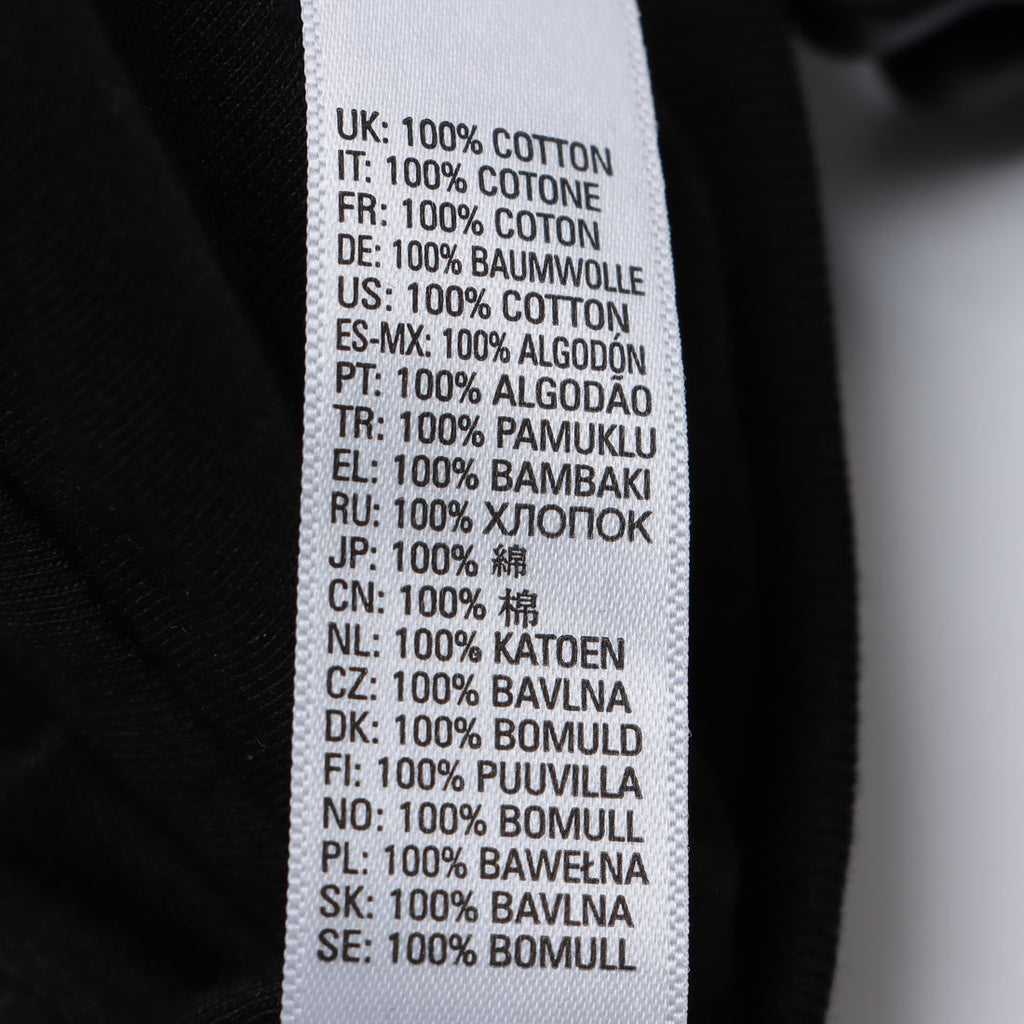 UK: 100% COTTON
IT: 100% COTONE
FR: 100% COTON
DE: 100% BAUMWOLLE
US: 100% COTTON
ES-MX: 100% ALGODÓN
PT: 100% ALGODÃO
TR: 100% PAMUKLU
EL: 100% BAMBAKI
RU: 100% ХЛОПОК
JP: 100% 綿
CN: 100% 棉
NL: 100% KATOEN
CZ: 100% BAVLNA
DK: 100% BOMULD
FI: 100% PUUVILLA
NO: 100% BOMULL
PL: 100% BAWEŁNA
SK: 100% BAVLNA
SE: 100% BOMULL